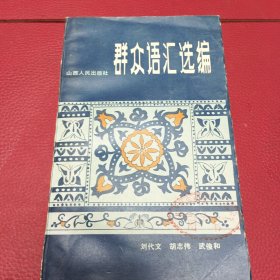 群众语汇选编
山西人民出版社
刘代文 胡志伟 武俊和